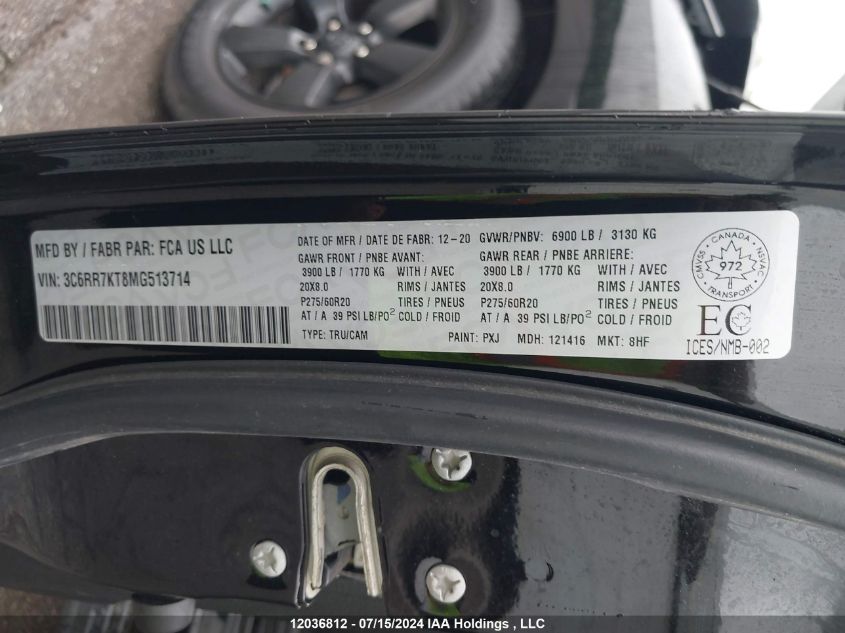 MFD BY / FABR PAR: FCA US LLC
VIN: 3C6RR7KT8MG513714
DATE OF MFR / DATE DE FABR: 12-20 GVWR/PNBV: 6900 LB / 3130 KG
GAWR FRONT / PNBE AVANT: GAWR REAR / PNBE ARRIERE:
3900 LB / 1770 KG WITH / AVEC 3900 LB / 1770 KG WITH / AVEC
20X8.0 RIMS / JANTES 20X8.0 RIMS / JANTES
P275/60R20 TIRES / PNEUS P275/60R20 TIRES / PNEUS
AT / A 39 PSI LB/PO² COLD / FROID AT / A 39 PSI LB/PO² COLD / FROID
TYPE: TRU/CAM PAINT: PXJ MDH: 121416 MKT: 8HF
CANADA
CMVSS 972 NSVAC
EC
ICES/NMB-002
12036812 - 07/15/2024 IAA Holdings , LLC